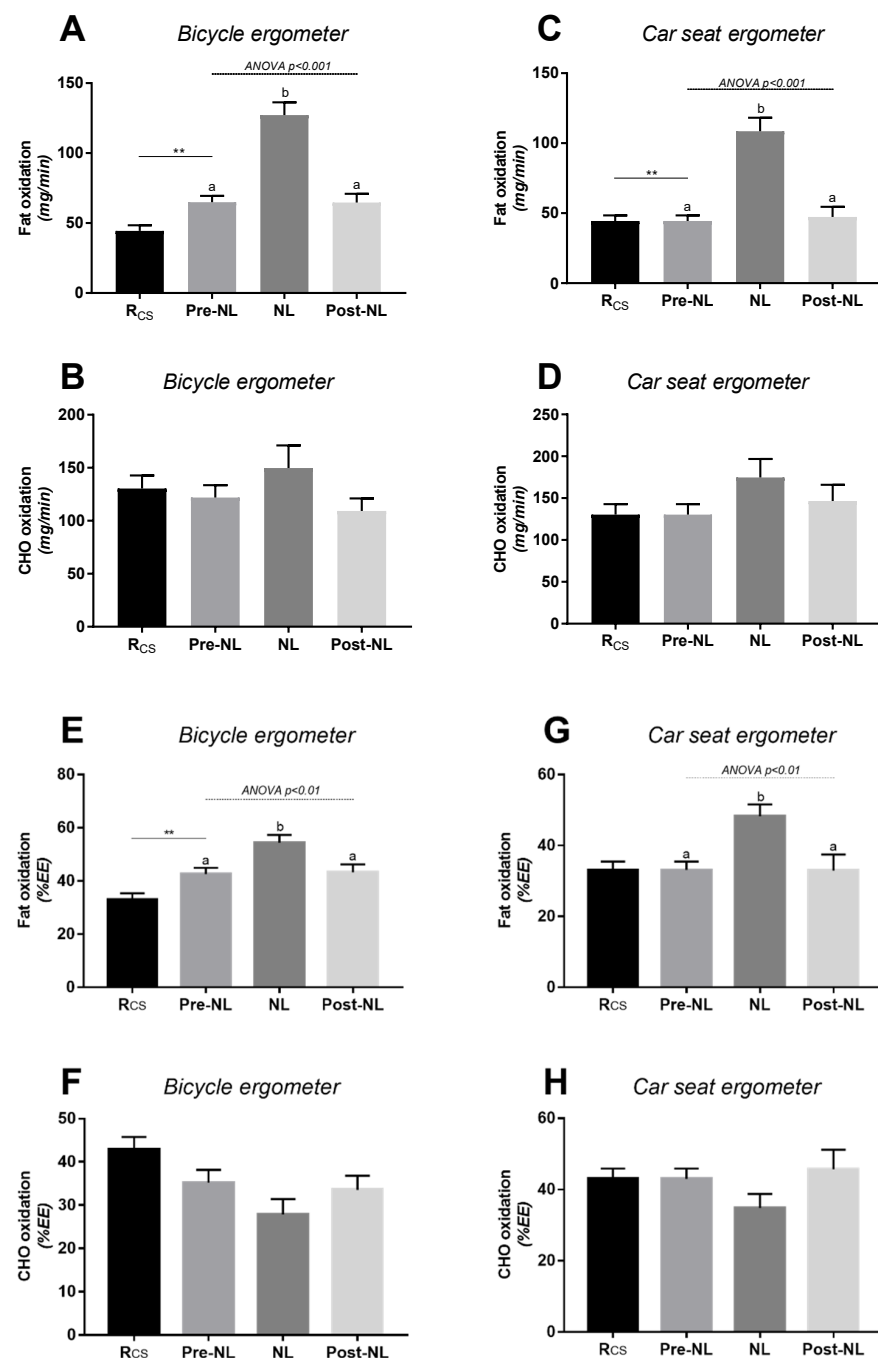 A
Bicycle ergometer
ANOVA p<0.001
b
**
a
a
150
100
50
0
Fat oxidation
(mg/min)
RCS Pre-NL NL Post-NL
C
Car seat ergometer
ANOVA p<0.001
b
**
a
a
150
100
50
0
Fat oxidation
(mg/min)
RCS Pre-NL NL Post-NL
B
Bicycle ergometer
200
150
100
50
0
CHO oxidation
(mg/min)
RCS Pre-NL NL Post-NL
D
Car seat ergometer
250
200
150
100
50
0
CHO oxidation
(mg/min)
RCS Pre-NL NL Post-NL
E
Bicycle ergometer
ANOVA p<0.01
b
**
a
a
80
60
40
20
0
Fat oxidation
(%EE)
RCS Pre-NL NL Post-NL
G
Car seat ergometer
ANOVA p<0.01
b
a
a
60
40
20
0
Fat oxidation
(%EE)
RCS Pre-NL NL Post-NL
F
Bicycle ergometer
50
40
30
20
10
0
CHO oxidation
(%EE)
RCS Pre-NL NL Post-NL
H
Car seat ergometer
60
40
20
0
CHO oxidation
(%EE)
RCS Pre-NL NL Post-NL